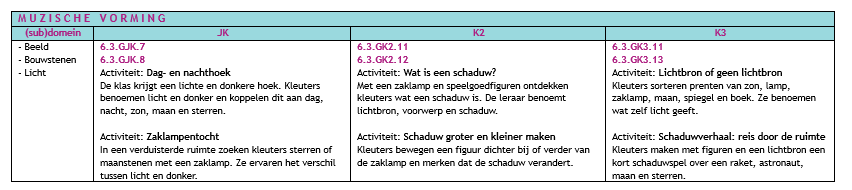 MUZISCHE VORMING
(sub)domein JK K2 K3
- Beeld
- Bouwstenen
- Licht
6.3.GJK.7
6.3.GJK.8
Activiteit: Dag- en nachthoek
De klas krijgt een lichte en donkere hoek. Kleuters
benoemen licht en donker en koppelen dit aan dag,
nacht, zon, maan en sterren.
Activiteit: Zaklampentocht
In een verduisterde ruimte zoeken kleuters sterren of
maanstenen met een zaklamp. Ze ervaren het verschil
tussen licht en donker.
6.3.GK2.11
6.3.GK2.12
Activiteit: Wat is een schaduw?
Met een zaklamp en speelgoedfiguren ontdekken
kleuters wat een schaduw is. De leraar benoemt
lichtbron, voorwerp en schaduw.
Activiteit: Schaduw groter en kleiner maken
Kleuters bewegen een figuur dichter bij of verder van
de zaklamp en merken dat de schaduw verandert.
6.3.GK3.11
6.3.GK3.13
Activiteit: Lichtbron of geen lichtbron
Kleuters sorteren prenten van zon, lamp,
zaklamp, maan, spiegel en boek. Ze benoemen
wat zelf licht geeft.
Activiteit: Schaduwverhaal: reis door de ruimte
Kleuters maken met figuren en een lichtbron een
kort schaduwspel over een raket, astronaut,
maan en sterren.